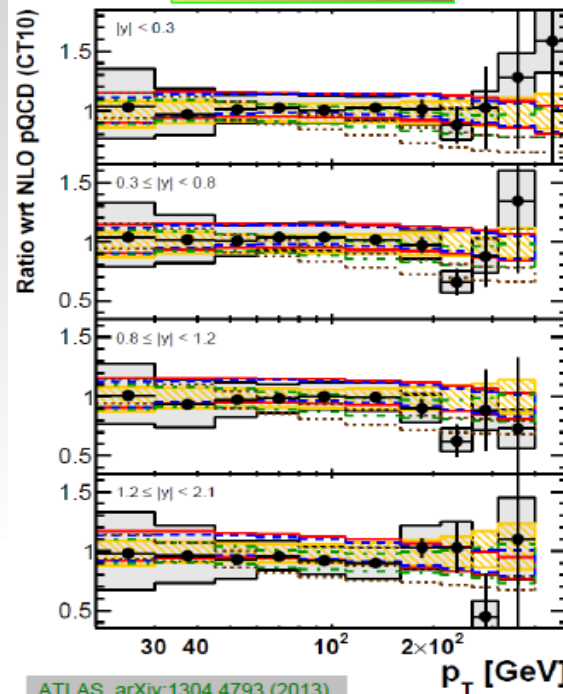 Ratio wrt NLO pQCD (CT10)
|y| < 0.3
1.5
1
0.3 ≤ |y| < 0.8
1.5
1
0.5
0.8 ≤ |y| < 1.2
1.5
1
0.5
1.2 ≤ |y| < 2.1
1.5
1
0.5
30 40 10² 2×10²
p_T [GeV]
ATLAS, arXiv:1304.4793 (2013)